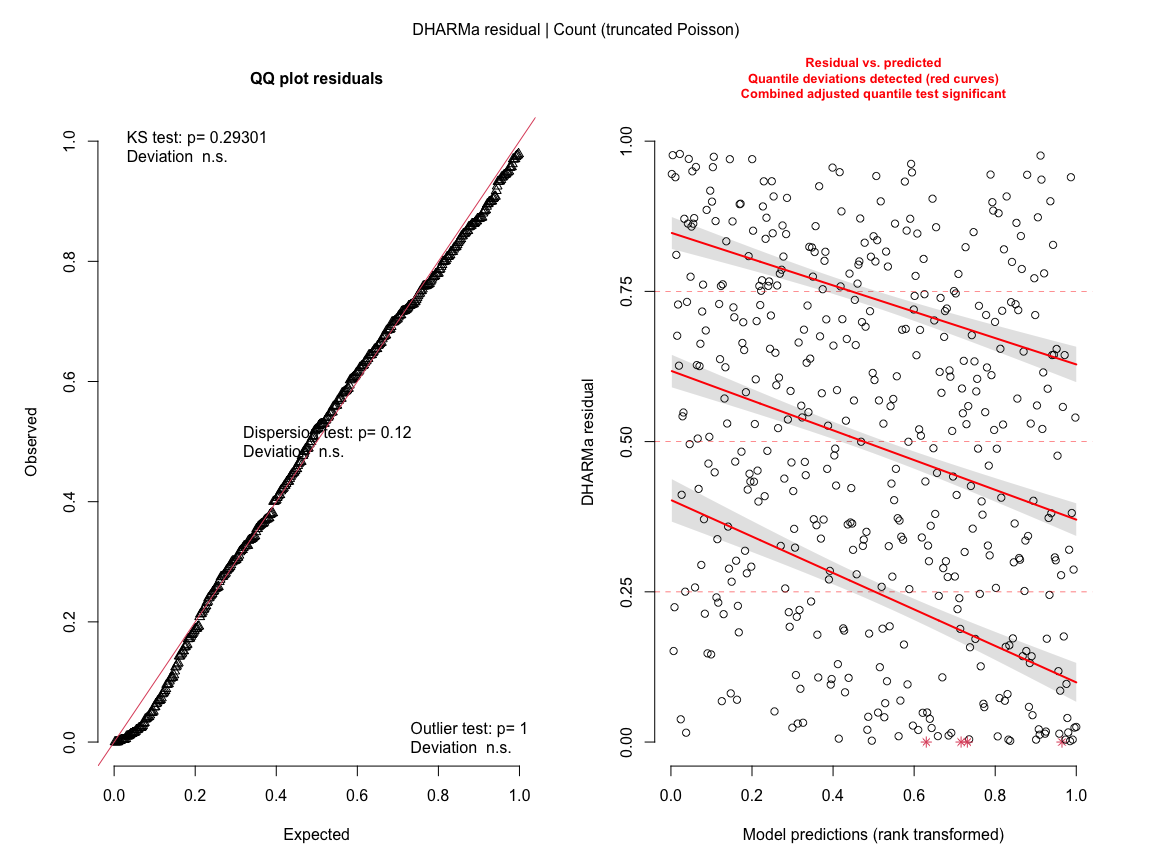 DHARMa residual | Count (truncated Poisson)
QQ plot residuals
KS test: p= 0.29301
Deviation n.s.
Dispersion test: p= 0.12
Deviation n.s.
Outlier test: p= 1
Deviation n.s.
Observed
0.0 0.2 0.4 0.6 0.8 1.0
0.0 0.2 0.4 0.6 0.8 1.0
Expected
Residual vs. predicted
Quantile deviations detected (red curves)
Combined adjusted quantile test significant
DHARMa residual
0.00 0.25 0.50 0.75 1.00
0.0 0.2 0.4 0.6 0.8 1.0
Model predictions (rank transformed)